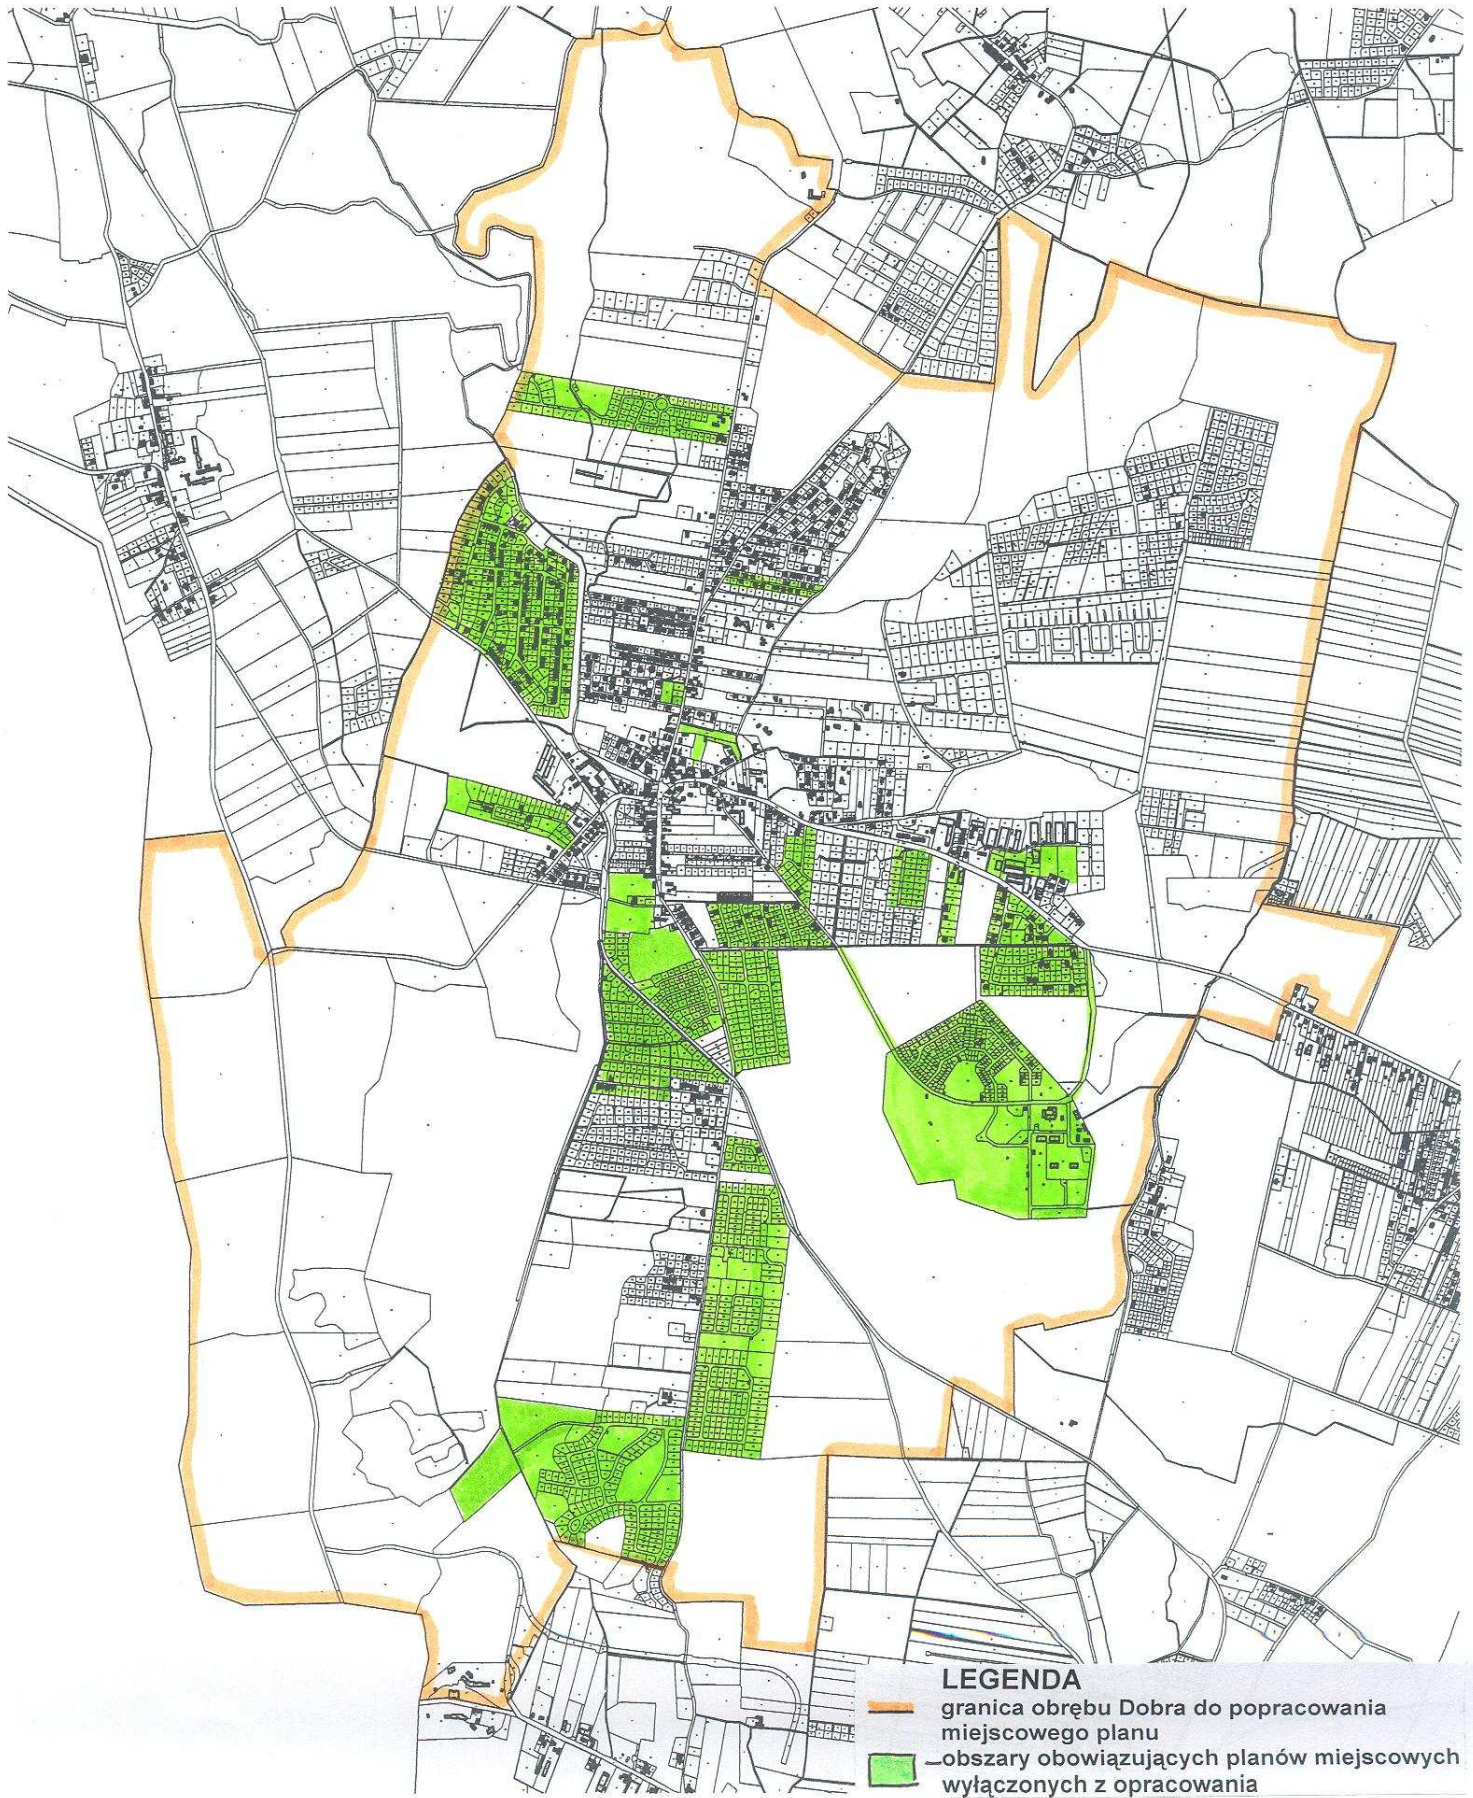 LEGENDA
granica obrębu Dobra do popracowania
miejscowego planu
obszary obowiązujących planów miejscowych
wyłączonych z opracowania